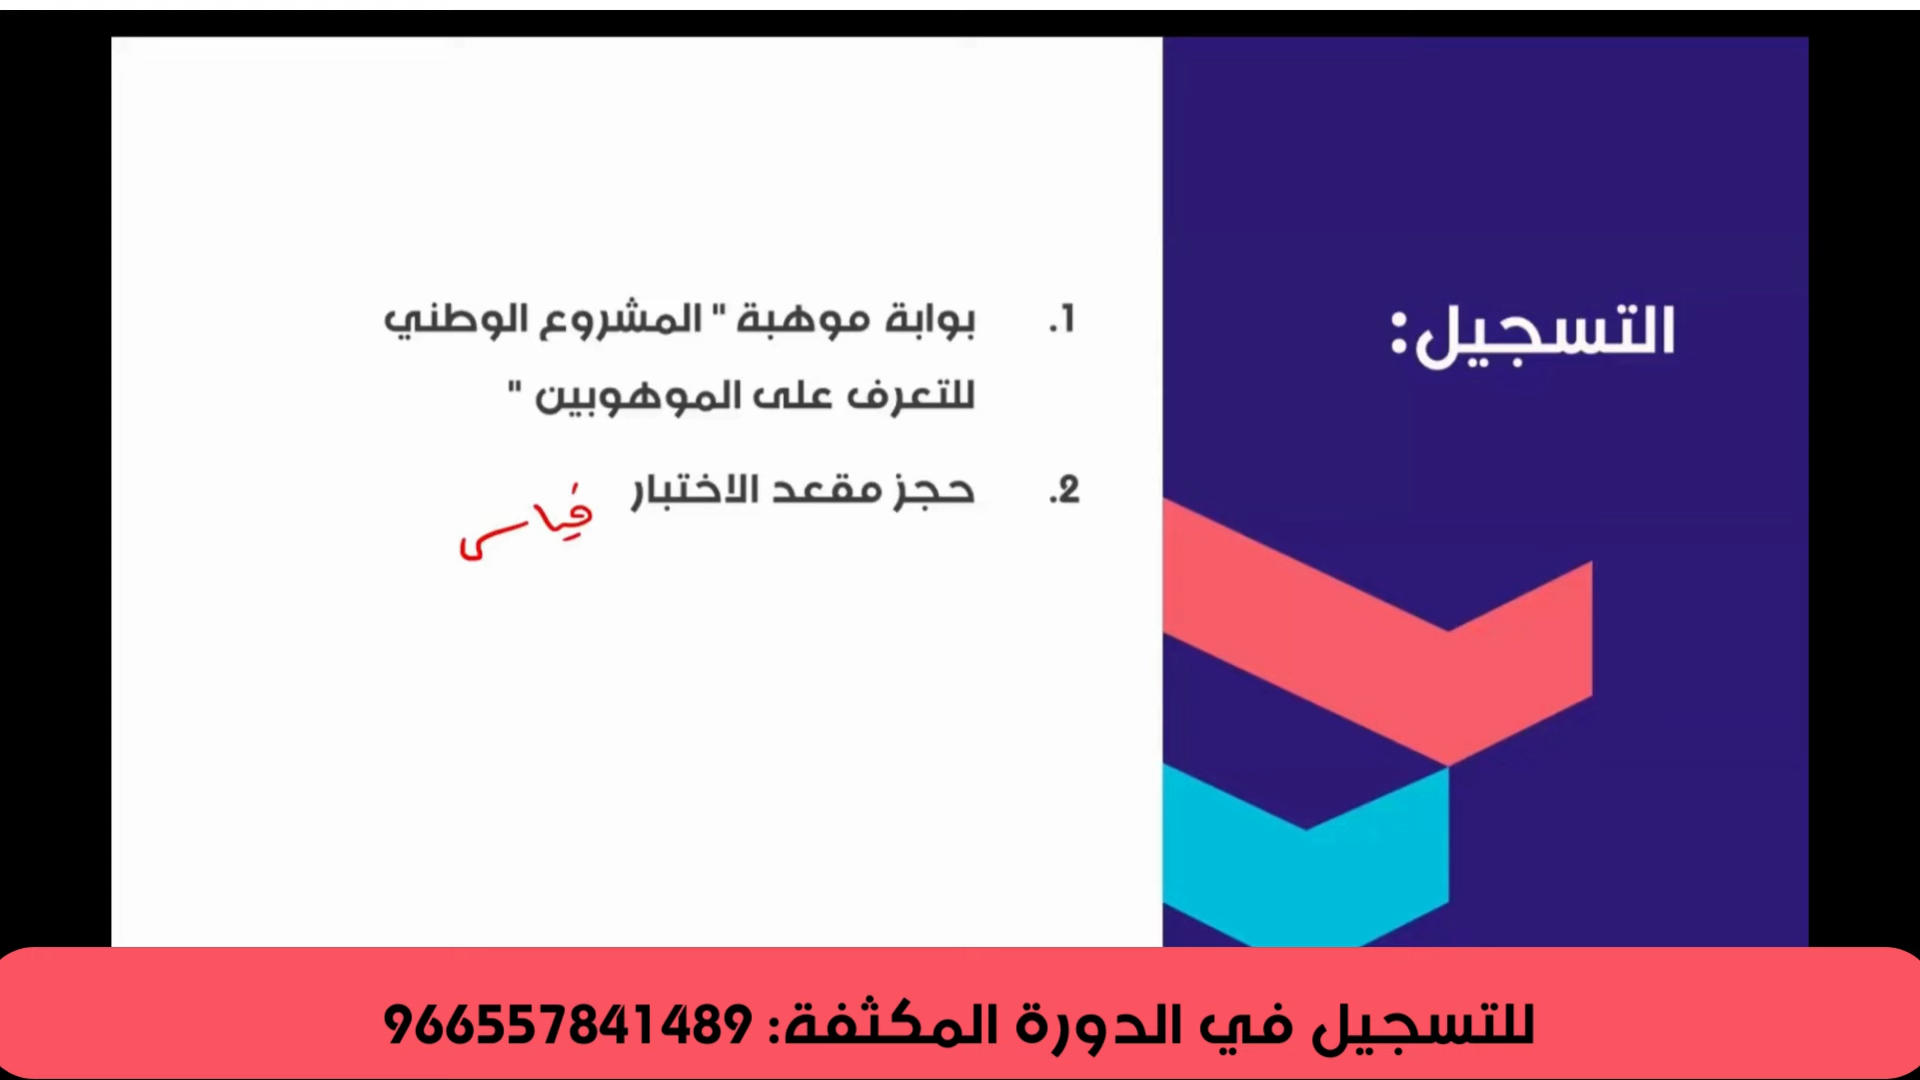 التسجيل:
1. بوابة موهبة " المشروع الوطني
للتعرف على الموهوبين "
2. حجز مقعد الاختبار
قياس
للتسجيل في الدورة المكثفة: 966557841489